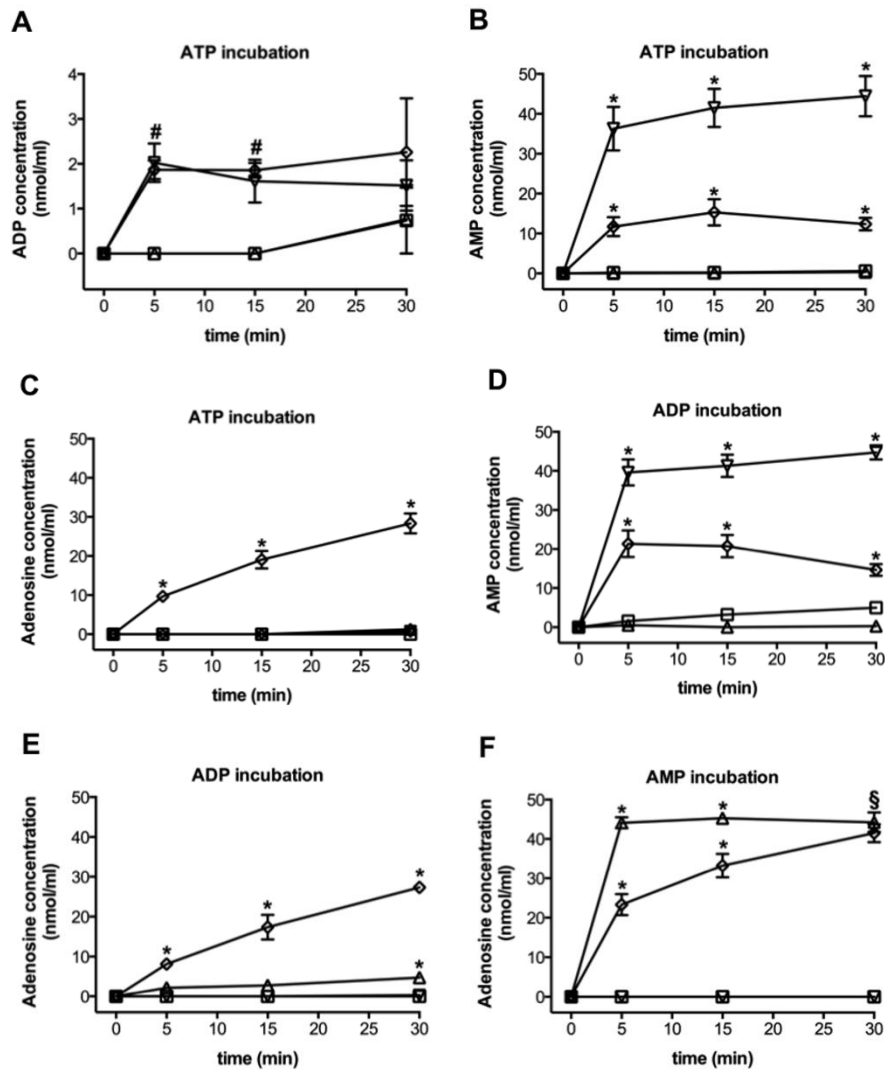 A
ATP incubation
ADP concentration
(nmol/ml)
4
3
2
1
0
# #
0 5 10 15 20 25 30
time (min)
B
ATP incubation
AMP concentration
(nmol/ml)
50
40
30
20
10
0
* * *
* * *
0 5 10 15 20 25 30
time (min)
C
ATP incubation
Adenosine concentration
(nmol/ml)
50
40
30
20
10
0
* * *
0 5 10 15 20 25 30
time (min)
D
ADP incubation
AMP concentration
(nmol/ml)
50
40
30
20
10
0
* * *
* * *
0 5 10 15 20 25 30
time (min)
E
ADP incubation
Adenosine concentration
(nmol/ml)
50
40
30
20
10
0
* * *
*
0 5 10 15 20 25 30
time (min)
F
AMP incubation
Adenosine concentration
(nmol/ml)
50
40
30
20
10
0
* * §
* *
0 5 10 15 20 25 30
time (min)